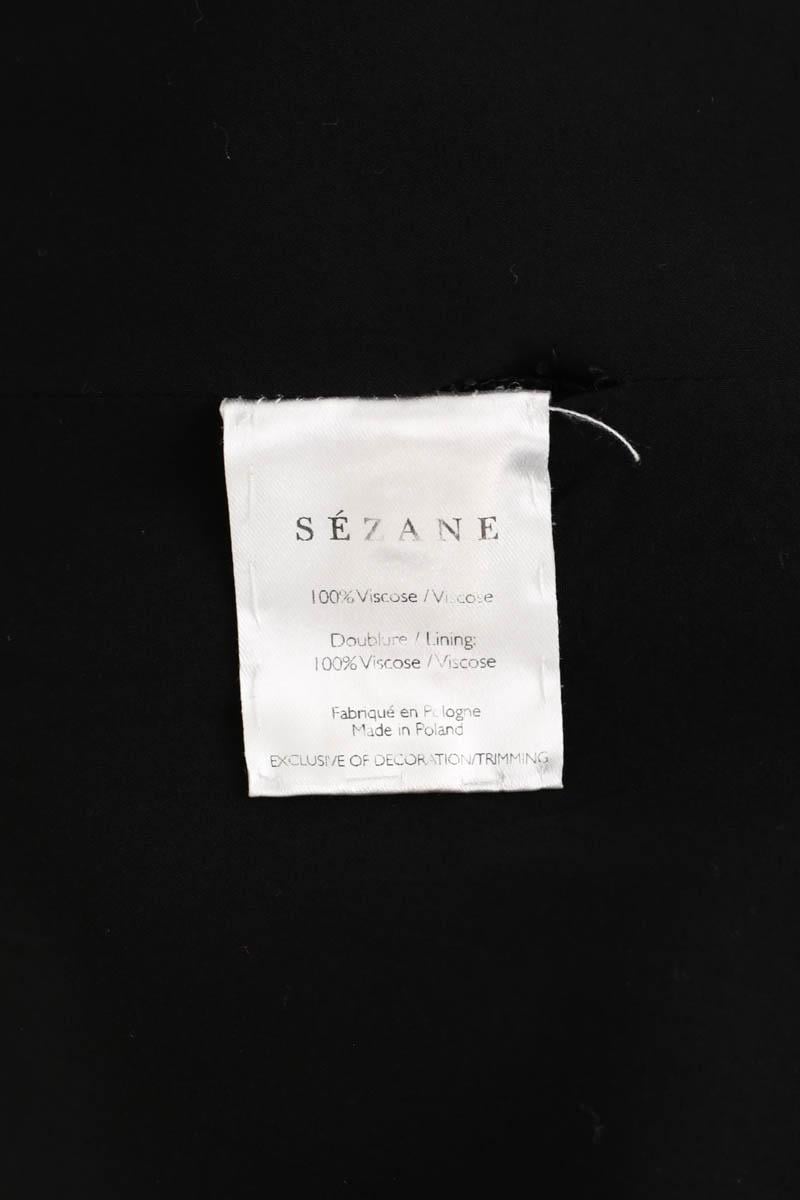 SÉZANE
100% Viscose / Viscose
Doublure / Lining:
100% Viscose / Viscose
Fabriqué en Pologne
Made in Poland
EXCLUSIVE OF DECORATION/TRIMMING